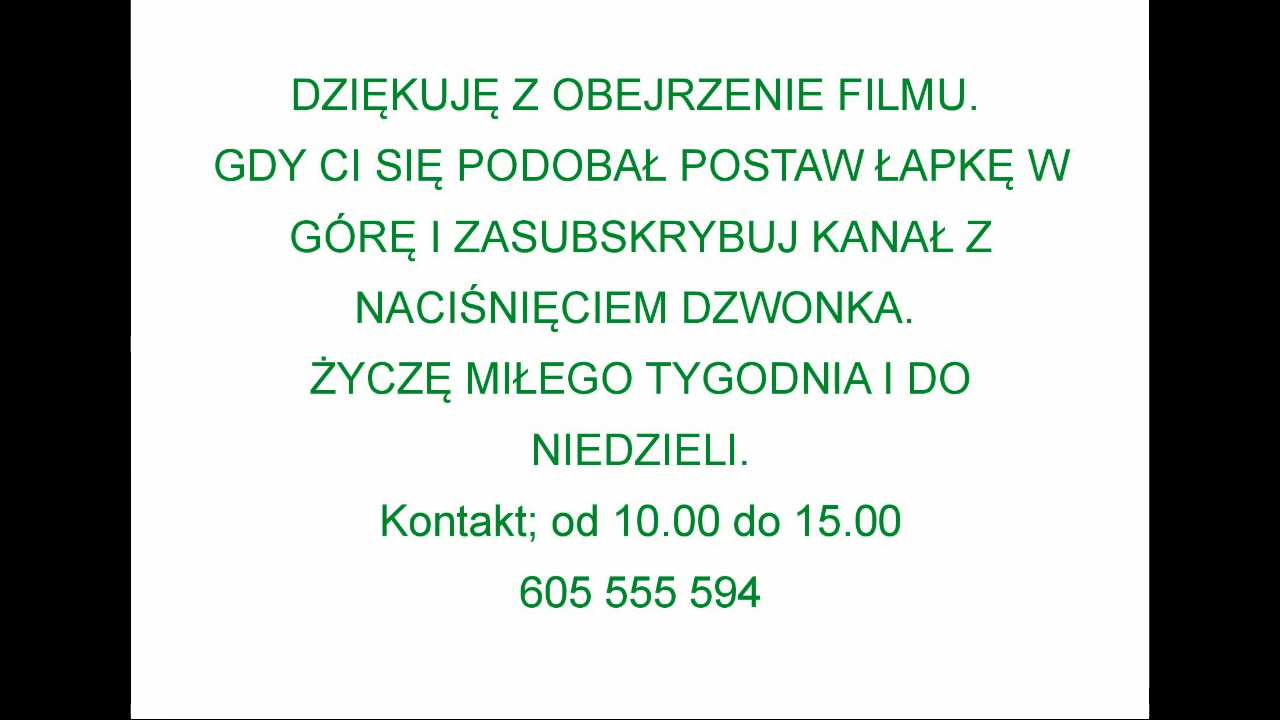 DZIĘKUJĘ Z OBEJRZENIE FILMU.
GDY CI SIĘ PODOBAŁ POSTAW ŁAPKĘ W
GÓRĘ I ZASUBSKRYBUJ KANAŁ Z
NACIŚNIĘCIEM DZWONKA.
ŻYCZĘ MIŁEGO TYGODNIA I DO
NIEDZIELI.
Kontakt; od 10.00 do 15.00
605 555 594